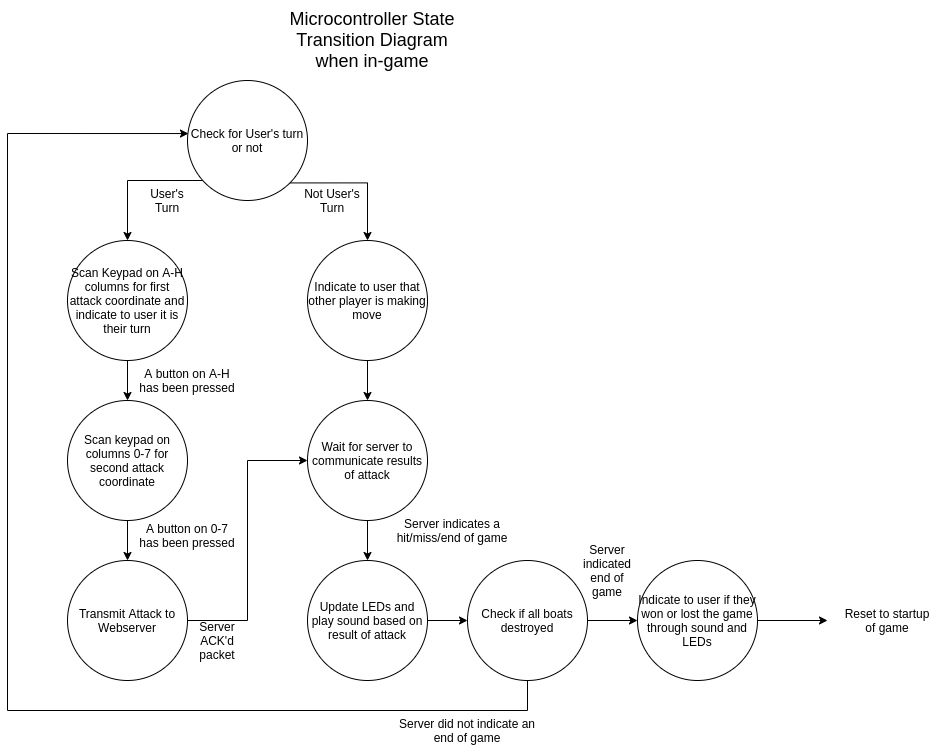 Microcontroller State
Transition Diagram
when in-game
Check for User's turn
or not
User's
Turn
Not User's
Turn
Scan Keypad on A-H
columns for first
attack coordinate and
indicate to user it is
their turn
Indicate to user that
other player is making
move
A button on A-H
has been pressed
Scan keypad on
columns 0-7 for
second attack
coordinate
Wait for server to
communicate results
of attack
A button on 0-7
has been pressed
Server indicates a
hit/miss/end of game
Transmit Attack to
Webserver
Server
ACK'd
packet
Update LEDs and
play sound based on
result of attack
Check if all boats
destroyed
Server
indicated
end of
game
Indicate to user if they
won or lost the game
through sound and
LEDs
Reset to startup
of game
Server did not indicate an
end of game